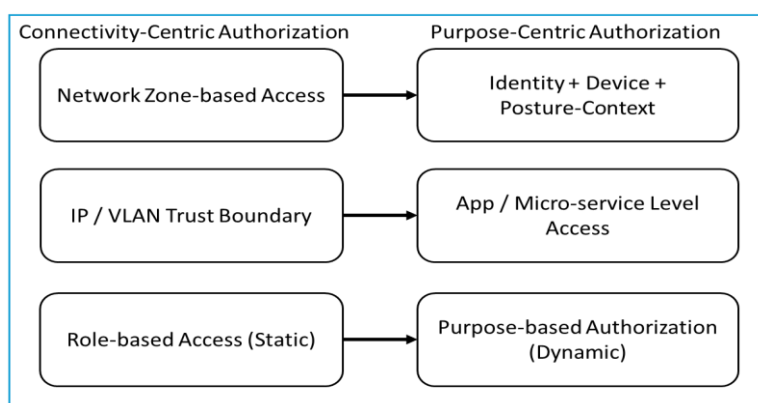 Connectivity-Centric Authorization
Purpose-Centric Authorization
Network Zone-based Access
Identity + Device +
Posture-Context
IP / VLAN Trust Boundary
App / Micro-service Level
Access
Role-based Access (Static)
Purpose-based Authorization
(Dynamic)